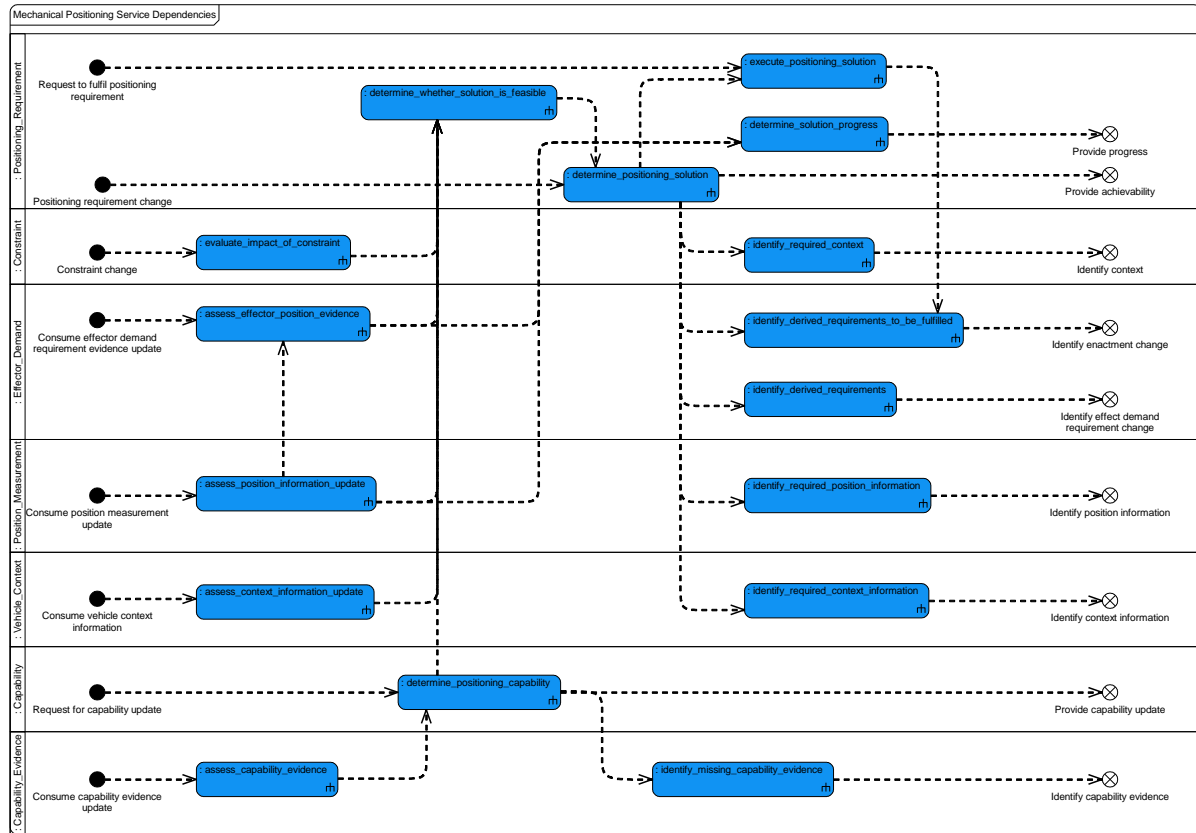 Mechanical Positioning Service Dependencies
: Positioning_Requirement
Request to fulfil positioning
requirement
: execute_positioning_solution
: determine_whether_solution_is_feasible
: determine_solution_progress
Provide progress
: determine_positioning_solution
Positioning requirement change
Provide achievability
: Constraint
: evaluate_impact_of_constraint
Constraint change
: identify_required_context
Identify context
: Effector_Demand
: assess_effector_position_evidence
Consume effector demand
requirement evidence update
: identify_derived_requirements_to_be_fulfilled
Identify enactment change
: identify_derived_requirements
Identify effect demand
requirement change
: Position_Measurement
: assess_position_information_update
Consume position measurement
update
: identify_required_position_information
Identify position information
: Vehicle_Context
: assess_context_information_update
Consume vehicle context
information
: identify_required_context_information
Identify context information
: Capability
: determine_positioning_capability
Request for capability update
Provide capability update
: Capability_Evidence
: assess_capability_evidence
Consume capability evidence
update
: identify_missing_capability_evidence
Identify capability evidence